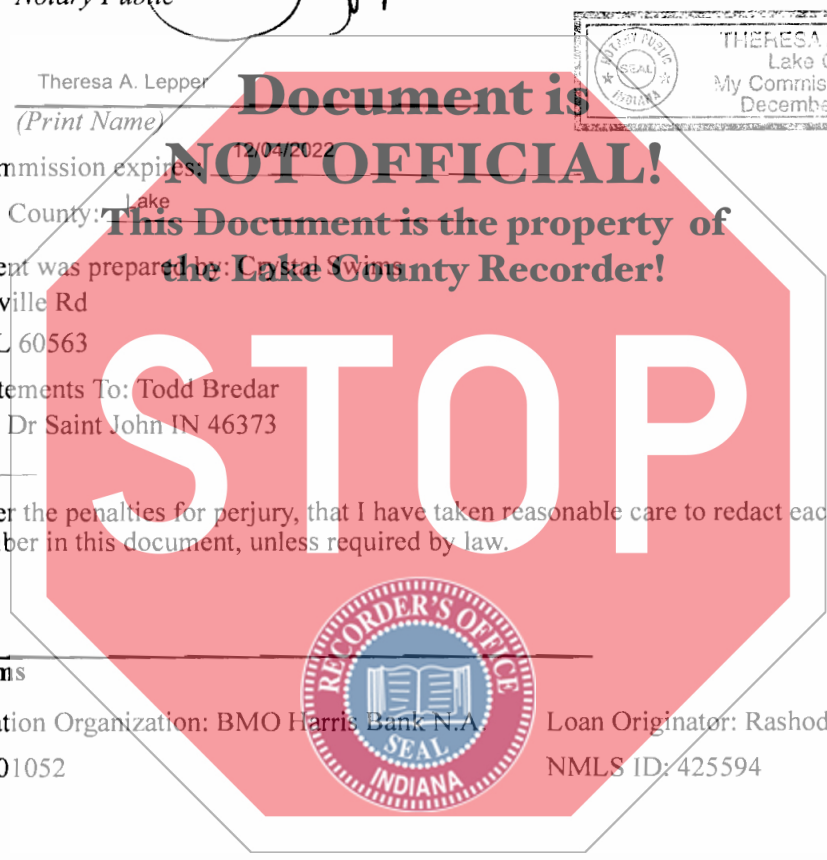 Notary Public
THERESA
Lake
My Commis
Decembe
NOTARY PUBLIC
SEAL
INDIANA
Theresa A. Lepper
(Print Name)
Document is
NOT OFFICIAL!
This Document is the property of
the Lake County Recorder!
mmission expires: 12/04/2022
County: Lake
ent was prepared by: Crystal Swims
ville Rd
L 60563
tements To: Todd Bredar
Dr Saint John IN 46373
STOP
er the penalties for perjury, that I have taken reasonable care to redact eac
ber in this document, unless required by law.
RECORDER'S OFFICE
SEAL
INDIANA
ms
ation Organization: BMO Harris Bank N.A. Loan Originator: Rashod
01052 NMLS ID: 425594